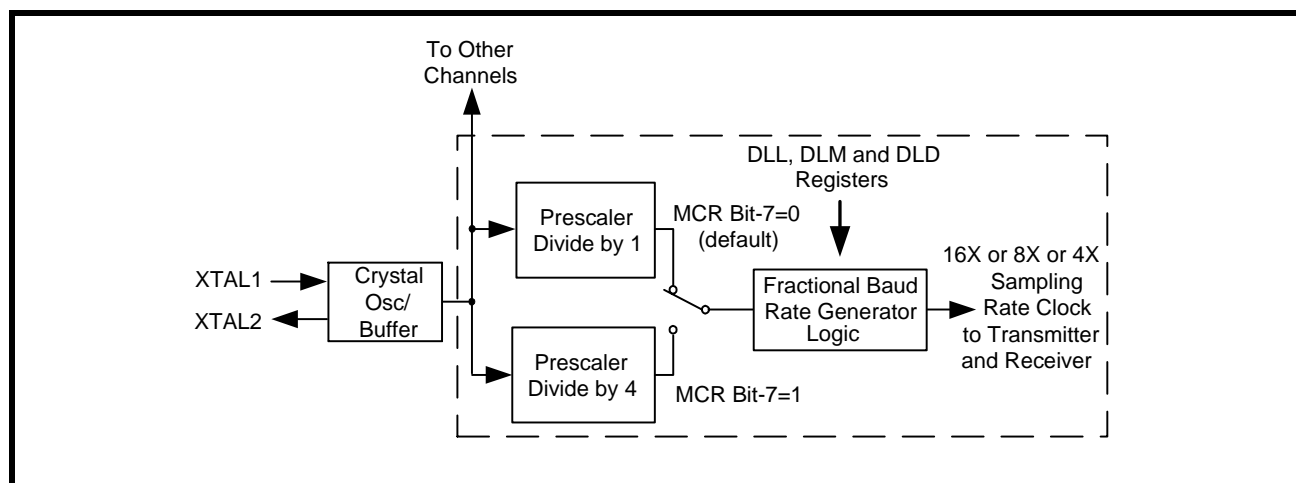 To Other
Channels
DLL, DLM and DLD
Registers
Prescaler
Divide by 1
MCR Bit-7=0
(default)
XTAL1
XTAL2
Crystal
Osc/
Buffer
Fractional Baud
Rate Generator
Logic
16X or 8X or 4X
Sampling
Rate Clock
to Transmitter
and Receiver
Prescaler
Divide by 4
MCR Bit-7=1